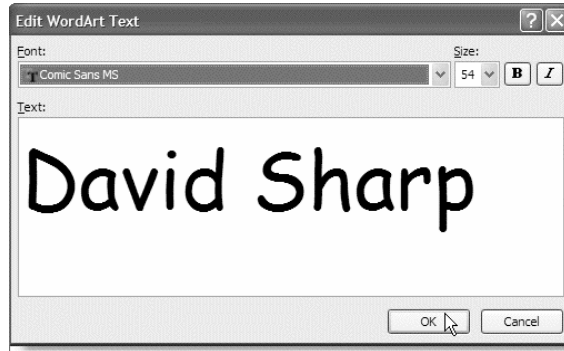 Edit WordArt Text
Font:
Size:
Comic Sans MS
54
B
I
Text:
David Sharp
OK
Cancel